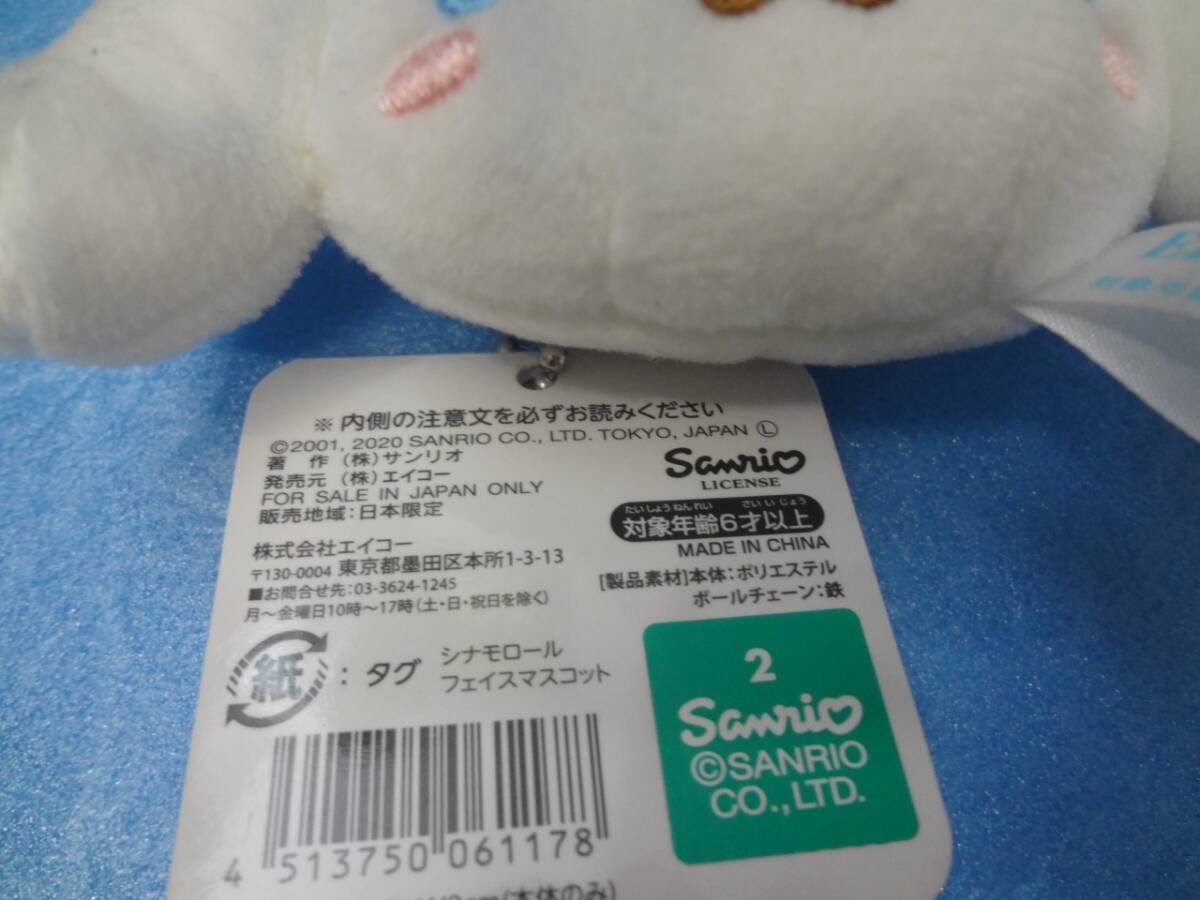 ※内側の注意文を必ずお読みください
©2001, 2020 SANRIO CO., LTD. TOKYO, JAPAN Ⓛ
著 作 (株)サンリオ
発売元 (株)エイコー
FOR SALE IN JAPAN ONLY
販売地域:日本限定
Sanrio
LICENSE
たいしょうねんれい さいいじょう
対象年齢6才以上
MADE IN CHINA
株式会社エイコー
〒130-0004 東京都墨田区本所1-3-13
■お問合せ先:03-3624-1245
月~金曜日10時~17時(土・日・祝日を除く)
[製品素材]本体:ポリエステル
ボールチェーン:鉄
紙:タグ
シナモロール
フェイスマスコット
2
Sanrio
©SANRIO
CO.,LTD.
4 513750 061178
(本体のみ)
対象年